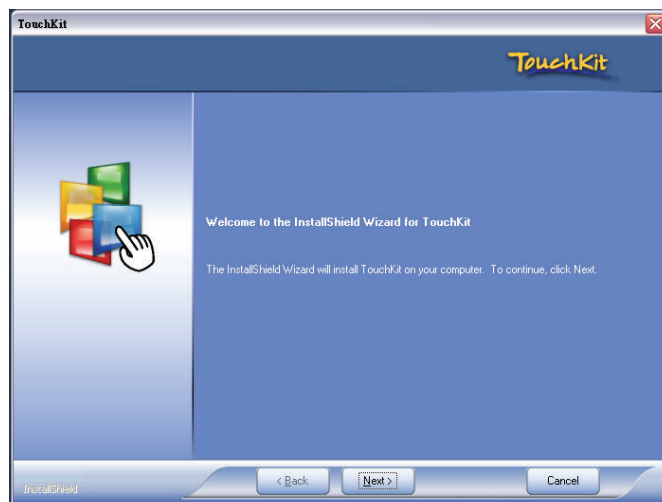 TouchKit
TouchKit
Welcome to the InstallShield Wizard for TouchKit
The InstallShield Wizard will install TouchKit on your computer. To continue, click Next.
InstallShield
< Back
Next >
Cancel